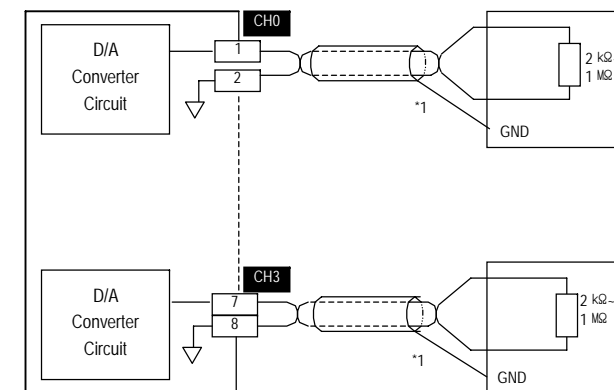 CH0
D/A
Converter
Circuit
1
2
2 kΩ
1 MΩ
*1
GND
CH3
D/A
Converter
Circuit
7
8
2 kΩ~
1 MΩ
*1
GND